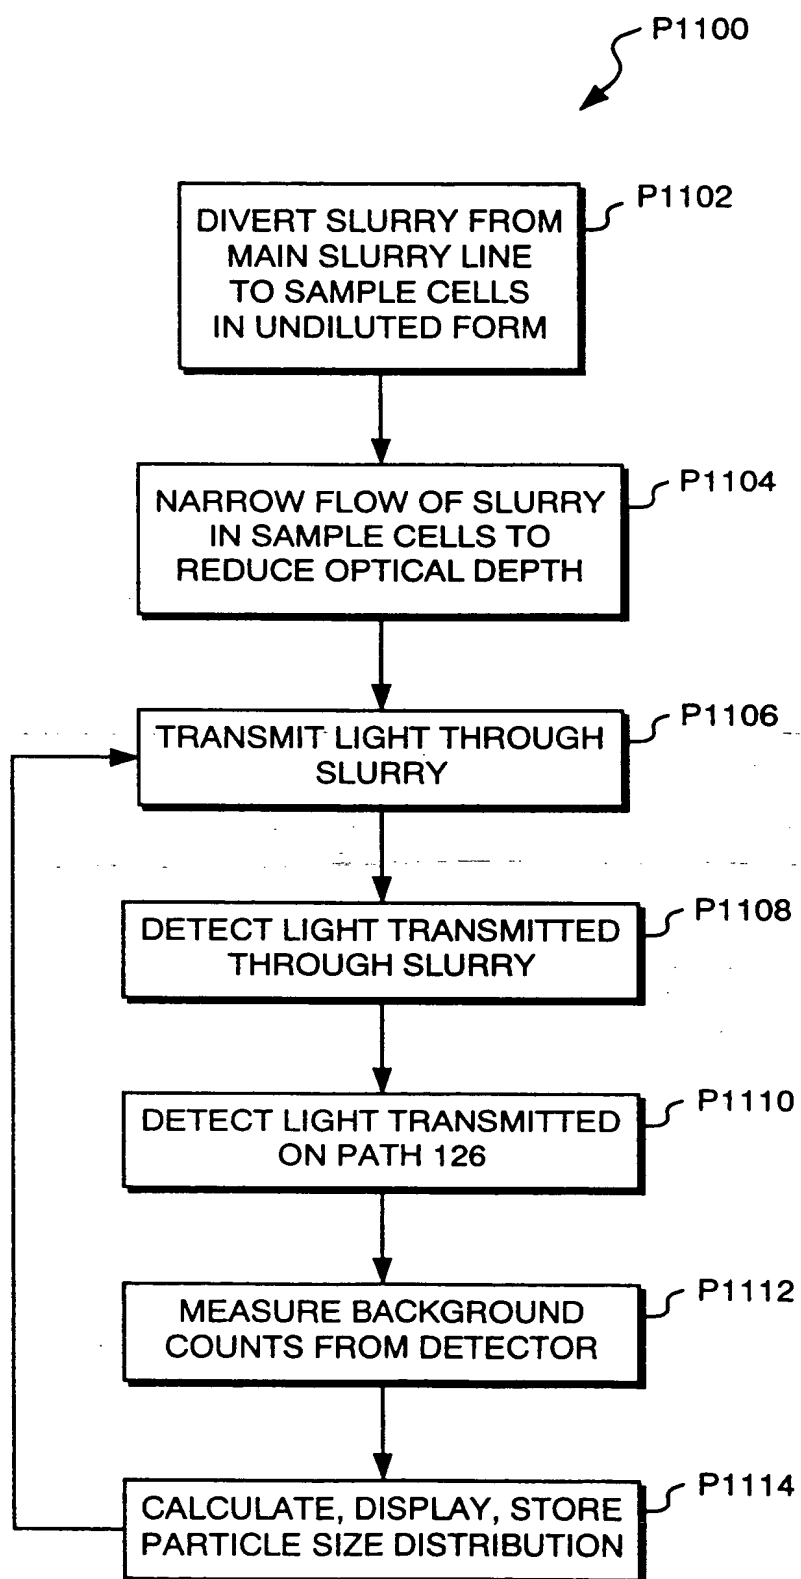 P1100
P1102
DIVERT SLURRY FROM
MAIN SLURRY LINE
TO SAMPLE CELLS
IN UNDILUTED FORM
P1104
NARROW FLOW OF SLURRY
IN SAMPLE CELLS TO
REDUCE OPTICAL DEPTH
P1106
TRANSMIT LIGHT THROUGH
SLURRY
P1108
DETECT LIGHT TRANSMITTED
THROUGH SLURRY
P1110
DETECT LIGHT TRANSMITTED
ON PATH 126
P1112
MEASURE BACKGROUND
COUNTS FROM DETECTOR
P1114
CALCULATE, DISPLAY, STORE
PARTICLE SIZE DISTRIBUTION